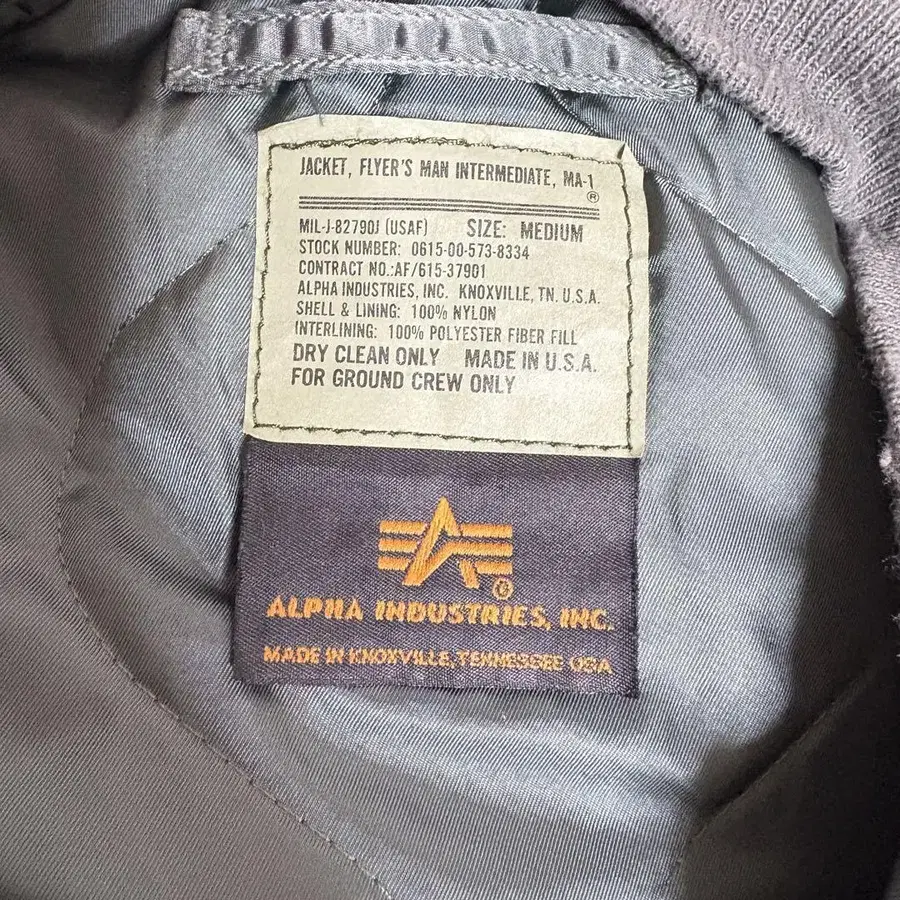 JACKET, FLYER'S MAN INTERMEDIATE, MA-1
®
MIL-J-82790J (USAF) SIZE: MEDIUM
STOCK NUMBER: 0615-00-573-8334
CONTRACT NO.:AF/615-37901
ALPHA INDUSTRIES, INC. KNOXVILLE, TN. U.S.A.
SHELL & LINING: 100% NYLON
INTERLINING: 100% POLYESTER FIBER FILL
DRY CLEAN ONLY MADE IN U.S.A.
FOR GROUND CREW ONLY
ALPHA INDUSTRIES, INC.
MADE IN KNOXVILLE, TENNESSEE USA